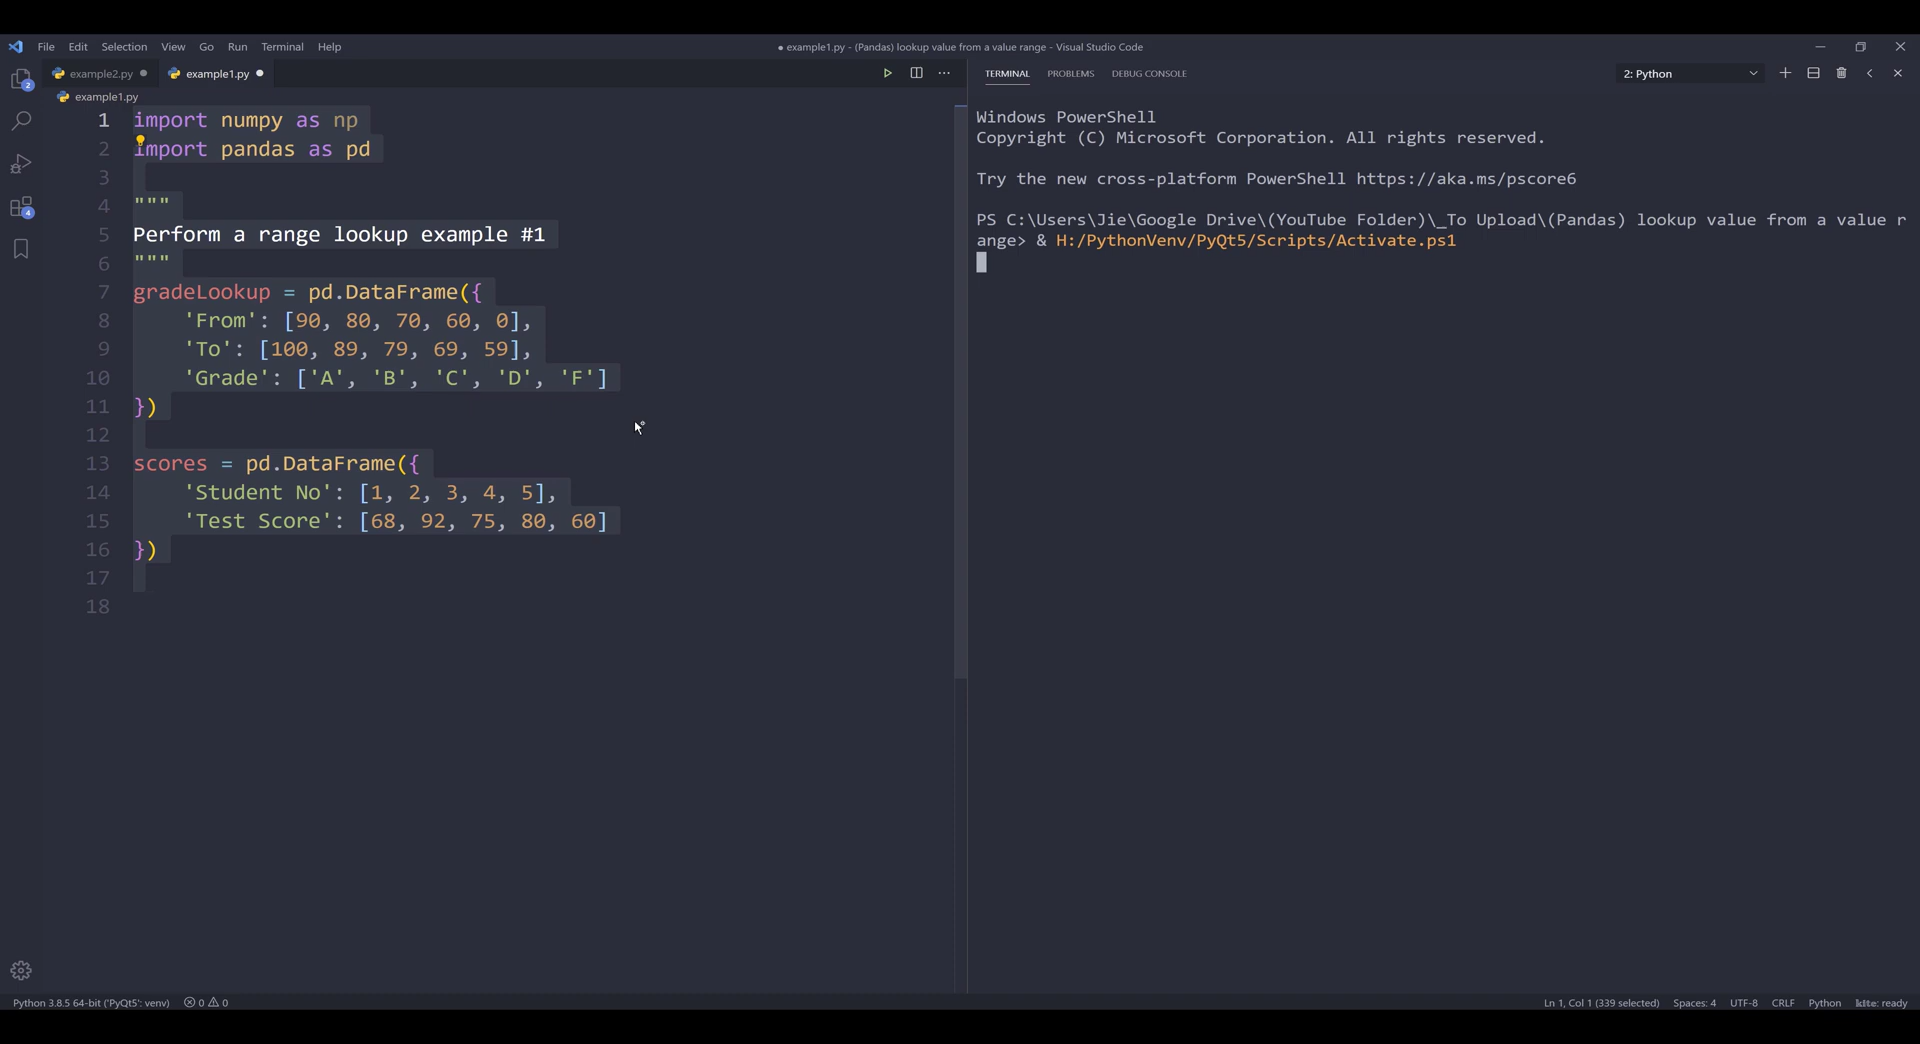 File Edit Selection View Go Run Terminal Help
● example1.py - (Pandas) lookup value from a value range - Visual Studio Code
example2.py ● example1.py ●
TERMINAL PROBLEMS DEBUG CONSOLE 2: Python
example1.py
1 import numpy as np
2 import pandas as pd
3
4 """
5 Perform a range lookup example #1
6 """
7 gradeLookup = pd.DataFrame({
8 'From': [90, 80, 70, 60, 0],
9 'To': [100, 89, 79, 69, 59],
10 'Grade': ['A', 'B', 'C', 'D', 'F']
11 })
12
13 scores = pd.DataFrame({
14 'Student No': [1, 2, 3, 4, 5],
15 'Test Score': [68, 92, 75, 80, 60]
16 })
17
18
Windows PowerShell
Copyright (C) Microsoft Corporation. All rights reserved.
Try the new cross-platform PowerShell https://aka.ms/pscore6
PS C:\Users\Jie\Google Drive\(YouTube Folder)\_To Upload\(Pandas) lookup value from a value r
ange> & H:/PythonVenv/PyQt5/Scripts/Activate.ps1
2
4
Python 3.8.5 64-bit ('PyQt5': venv) 0 0
Ln 1, Col 1 (339 selected) Spaces: 4 UTF-8 CRLF Python kite: ready